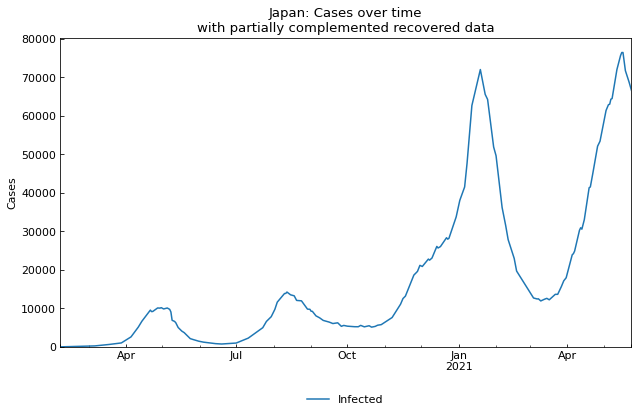 Japan: Cases over time
with partially complemented recovered data
80000
70000
60000
50000
40000
30000
20000
10000
0
Cases
Apr
Jul
Oct
Jan
2021
Apr
Infected